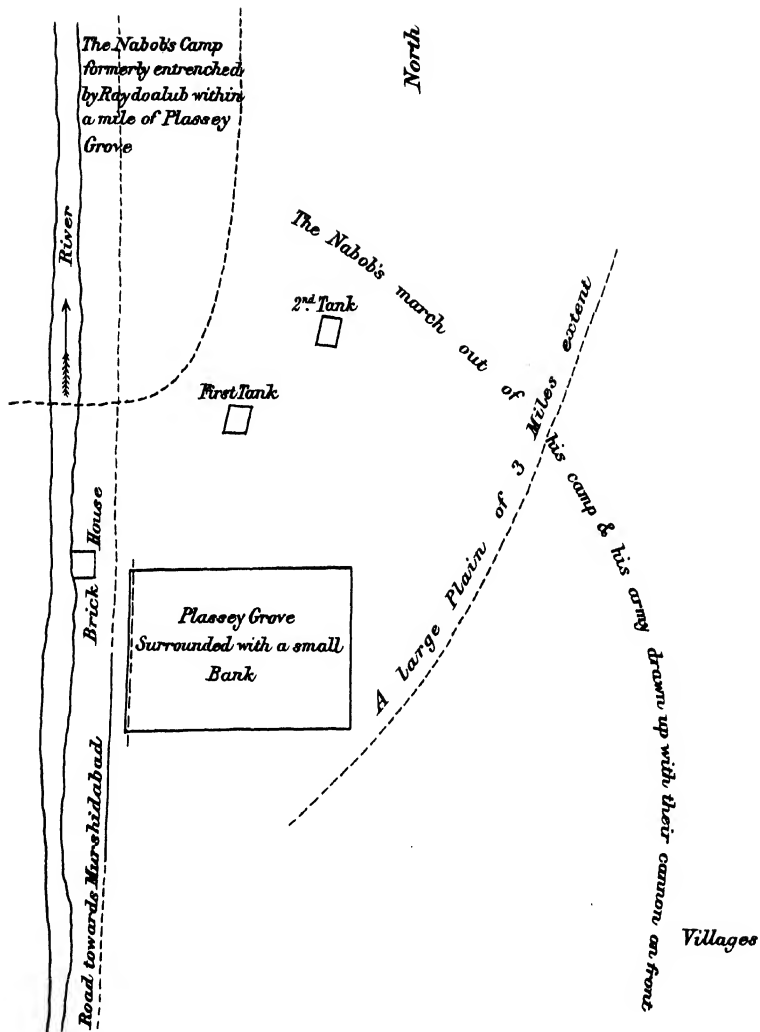 The Nabob's Camp
formerly entrenched
by Raydoalub within
a mile of Plassey
Grove
North
River
The Nabob's march out of his camp & his army drawn up with their cannon on front
2nd. Tank
First Tank
A large Plain of 3 Miles extent
Brick House
Plassey Grove
Surrounded with a small
Bank
Road towards Murshidabad
Villages